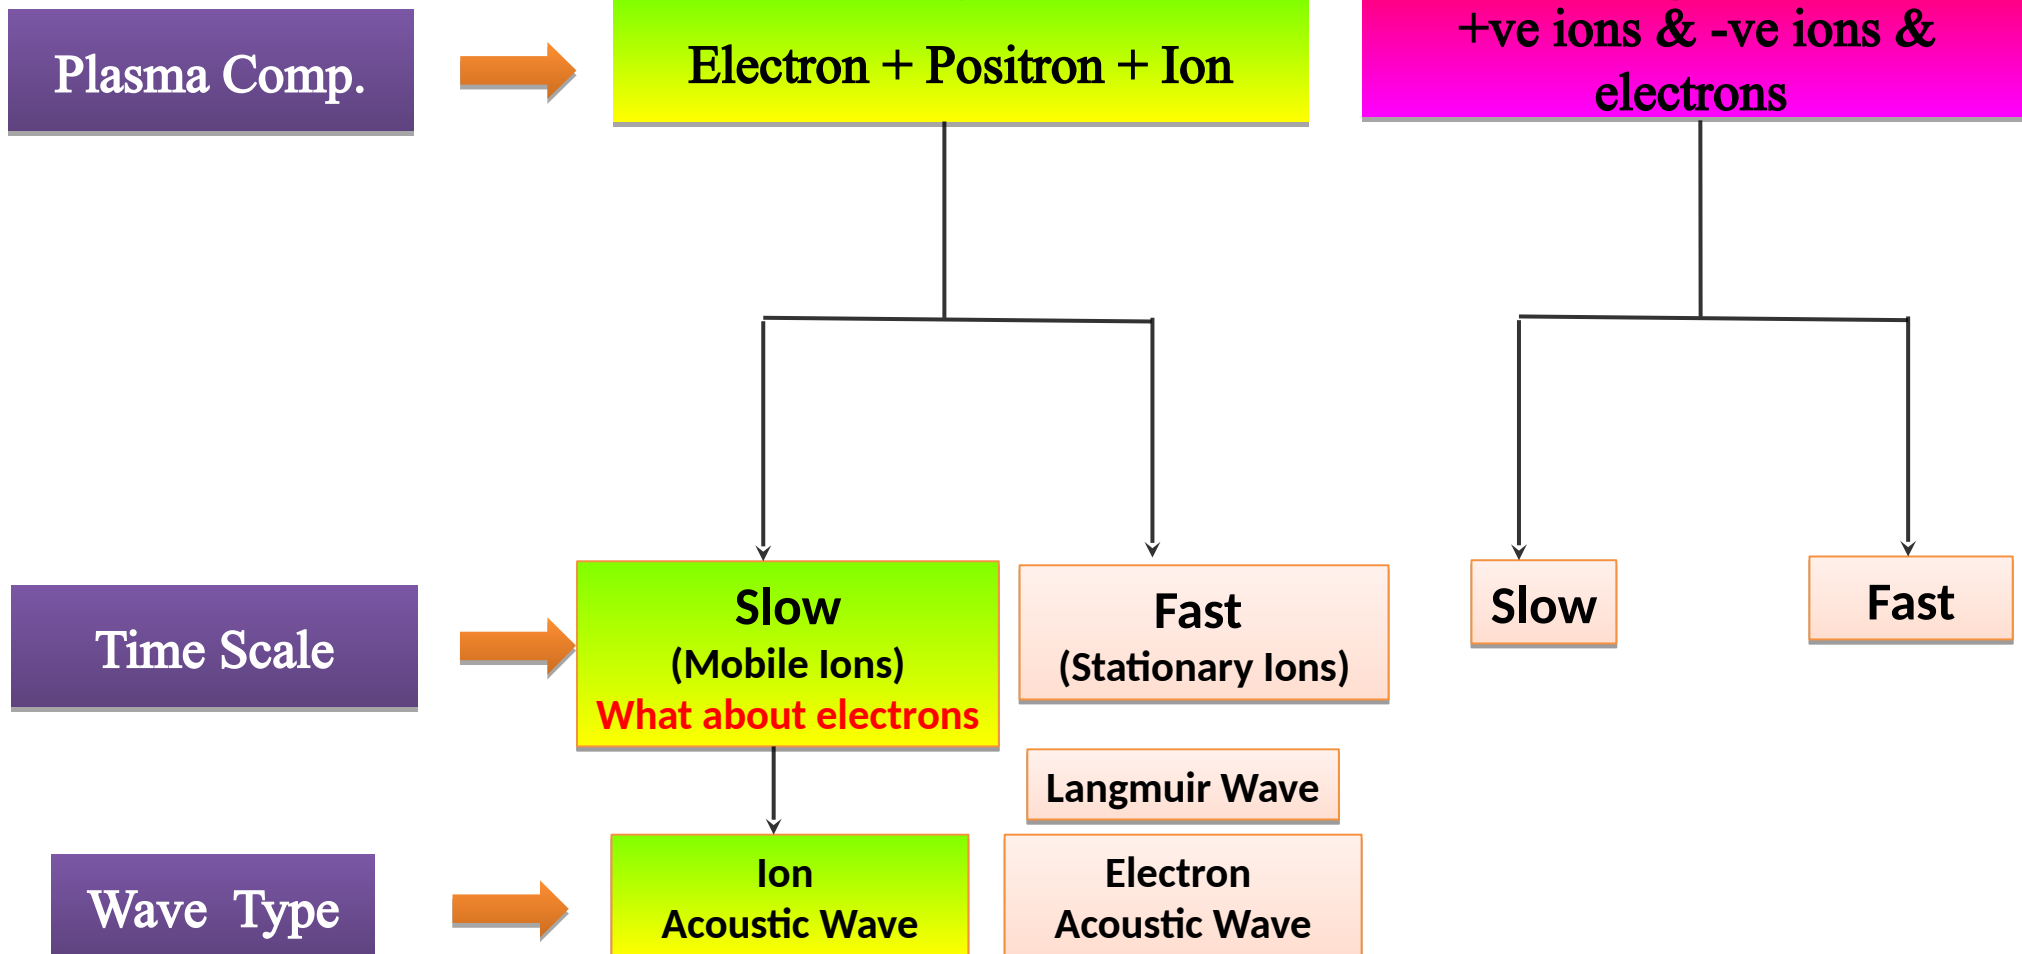 Plasma Comp.
Electron + Positron + Ion
+ve ions & -ve ions &
electrons
Time Scale
Slow
(Mobile Ions)
What about electrons
Fast
(Stationary Ions)
Slow
Fast
Langmuir Wave
Wave  Type
Ion
Acoustic Wave
Electron
Acoustic Wave